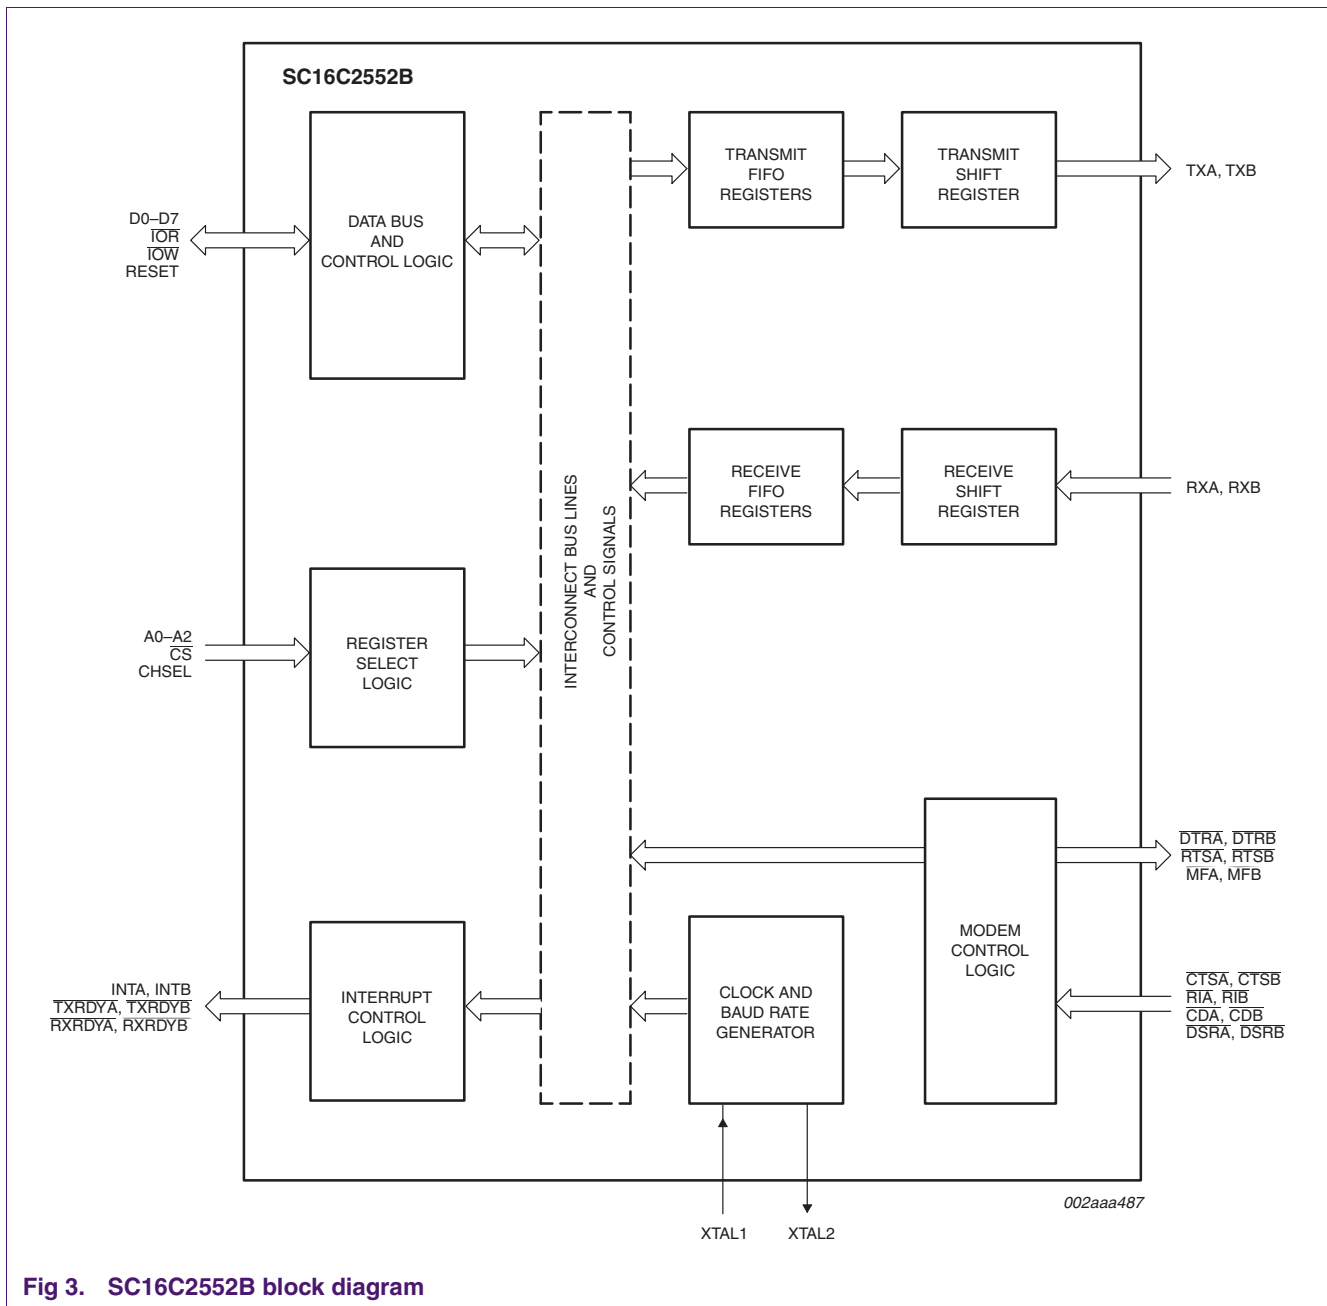 SC16C2552B
TRANSMIT
FIFO
REGISTERS
TRANSMIT
SHIFT
REGISTER
TXA, TXB
D0–D7
IOR
IOW
RESET
DATA BUS
AND
CONTROL LOGIC
INTERCONNECT BUS LINES
AND
CONTROL SIGNALS
RECEIVE
FIFO
REGISTERS
RECEIVE
SHIFT
REGISTER
RXA, RXB
A0–A2
CS
CHSEL
REGISTER
SELECT
LOGIC
DTRA, DTRB
RTSA, RTSB
MFA, MFB
MODEM
CONTROL
LOGIC
INTA, INTB
TXRDYA, TXRDYB
RXRDYA, RXRDYB
INTERRUPT
CONTROL
LOGIC
CLOCK AND
BAUD RATE
GENERATOR
CTSA, CTSB
RIA, RIB
CDA, CDB
DSRA, DSRB
XTAL1
XTAL2
002aaa487
Fig 3. SC16C2552B block diagram